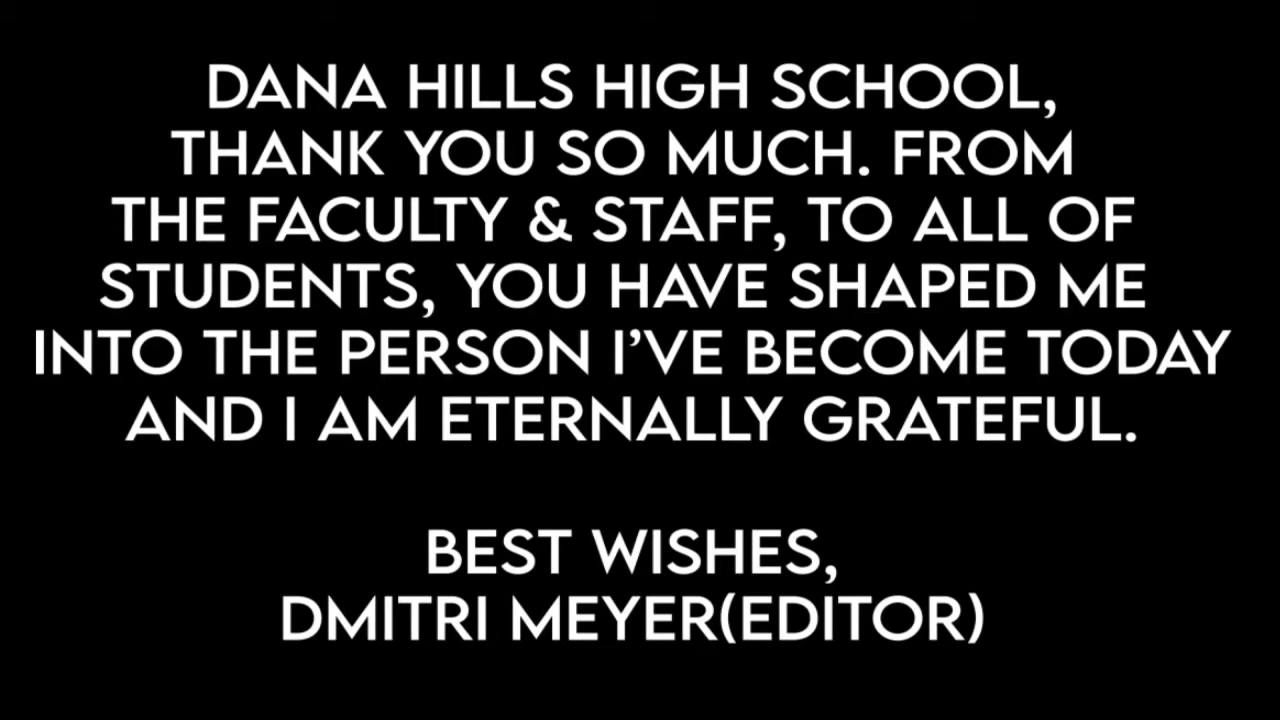 DANA HILLS HIGH SCHOOL,
THANK YOU SO MUCH. FROM
THE FACULTY & STAFF, TO ALL OF
STUDENTS, YOU HAVE SHAPED ME
INTO THE PERSON I'VE BECOME TODAY
AND I AM ETERNALLY GRATEFUL.
BEST WISHES,
DMITRI MEYER(EDITOR)